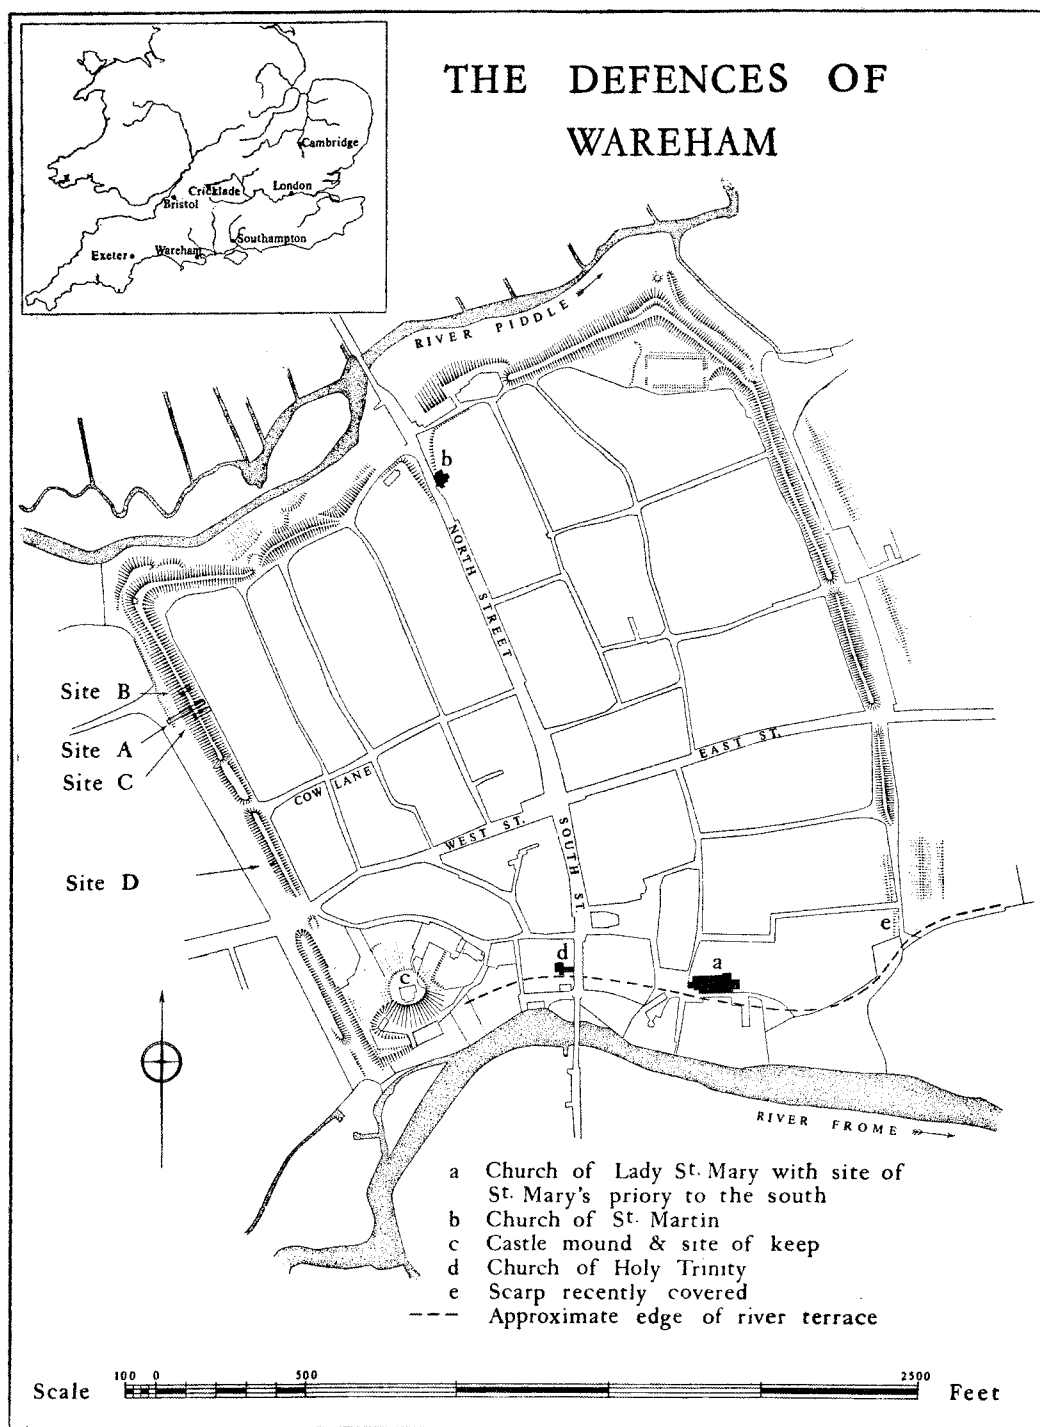 THE DEFENCES OF
WAREHAM
Cambridge
Cricklade
London
Bristol
Southampton
Exeter
Wareham
RIVER PIDDLE
b
NORTH STREET
Site B
Site A
Site C
COW LANE
EAST ST.
WEST ST.
SOUTH ST.
Site D
e
d
a
c
RIVER FROME
a Church of Lady St. Mary with site of
St. Mary's priory to the south
b Church of St. Martin
c Castle mound & site of keep
d Church of Holy Trinity
e Scarp recently covered
--- Approximate edge of river terrace
Scale 100 0 500 2500 Feet